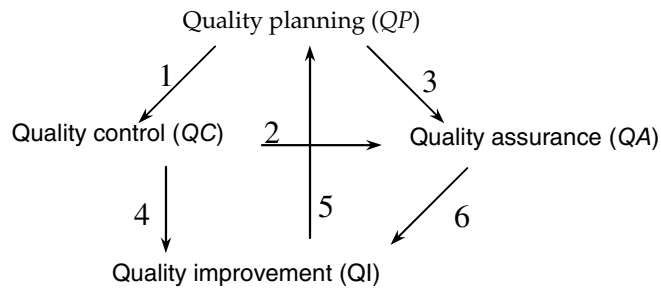 Quality planning (QP)
1
3
Quality control (QC)
2
Quality assurance (QA)
4
5
6
Quality improvement (QI)